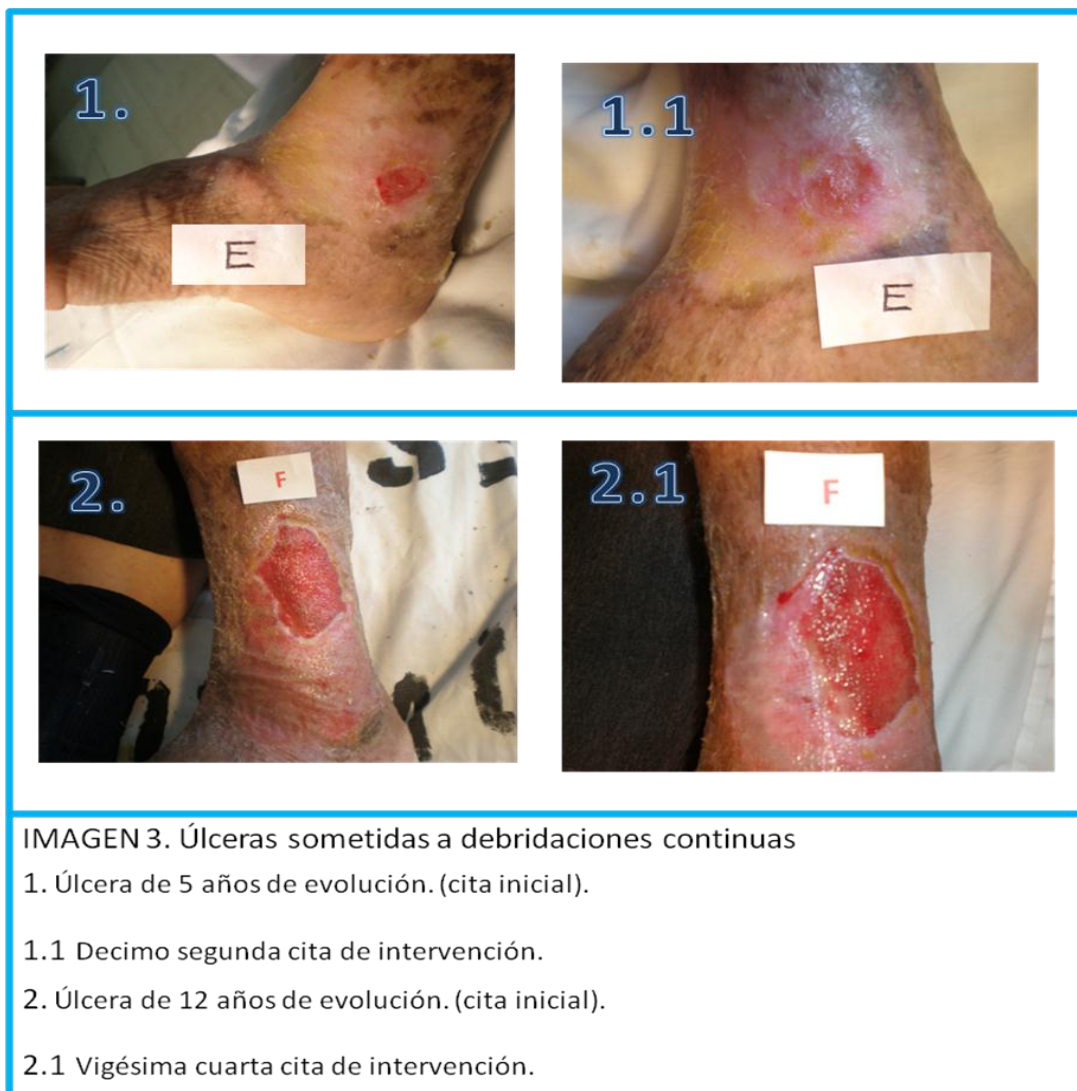 1.
1.1
E
E
2.
2.1
F
F
IMAGEN 3. Úlceras sometidas a debridaciones continuas
1. Úlcera de 5 años de evolución. (cita inicial).
1.1 Decimo segunda cita de intervención.
2. Úlcera de 12 años de evolución. (cita inicial).
2.1 Vigésima cuarta cita de intervención.